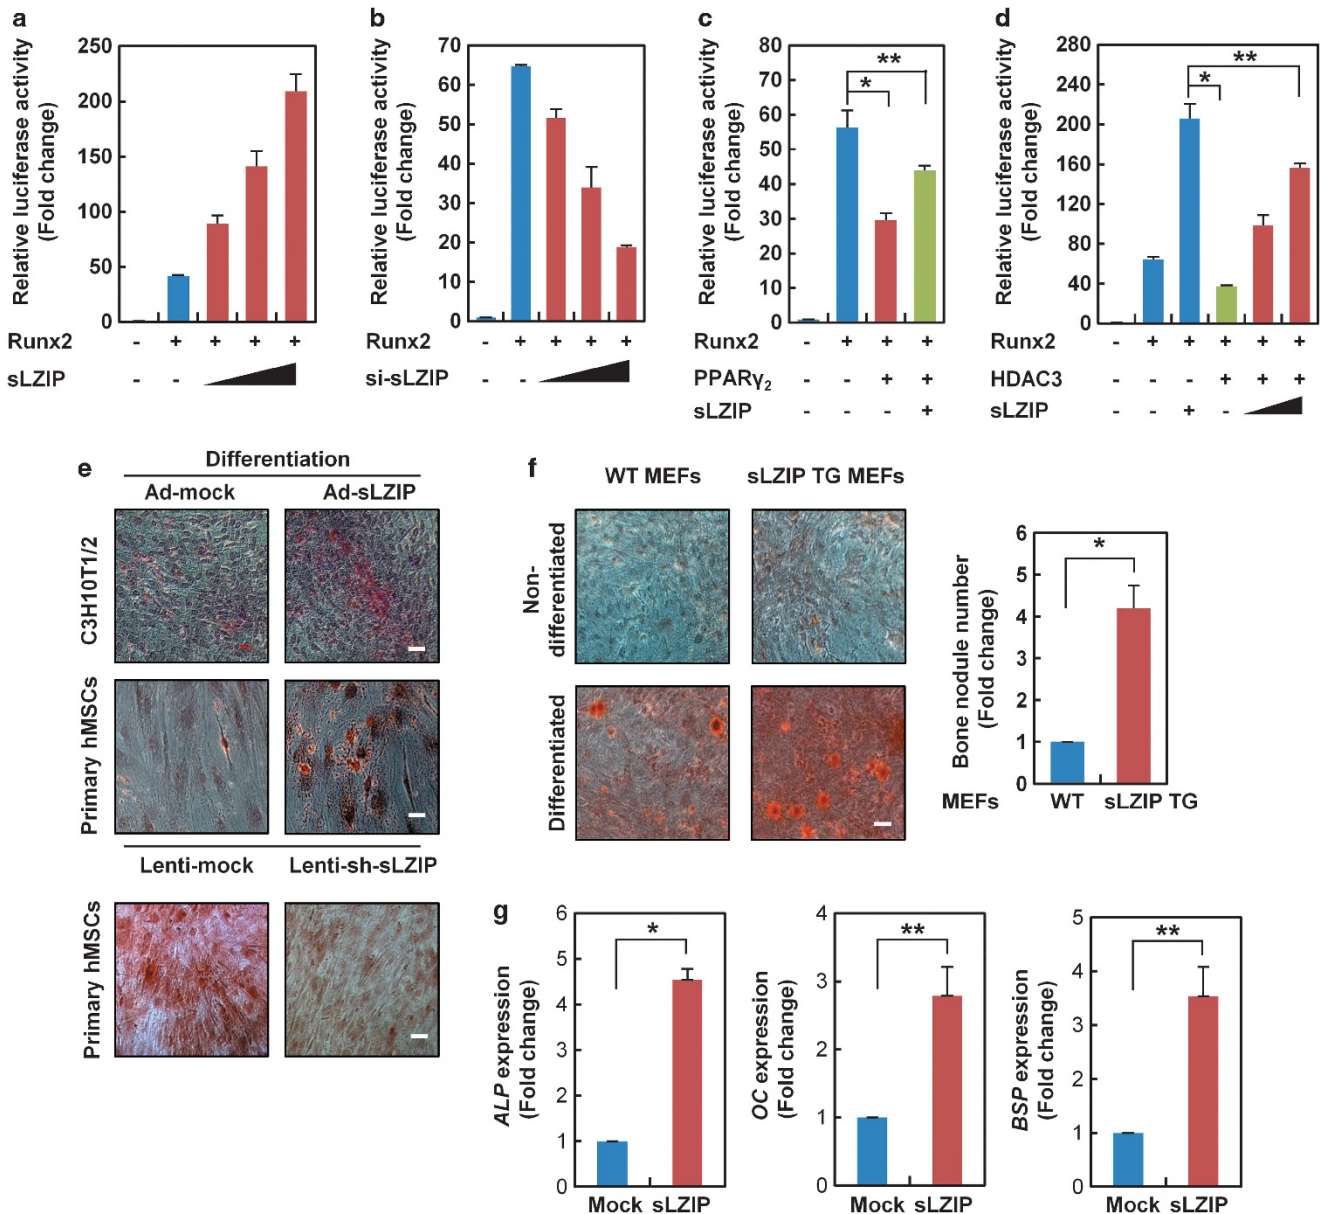 a
Relative luciferase activity
(Fold change)
250
200
150
100
50
0
Runx2 - + + + +
sLZIP - -
b
Relative luciferase activity
(Fold change)
70
60
50
40
30
20
10
0
Runx2 - + + + +
si-sLZIP - -
c
Relative luciferase activity
(Fold change)
80
70
60
50
40
30
20
10
0
**
*
Runx2 - + + +
PPARγ₂ - - + +
sLZIP - - - +
d
Relative luciferase activity
(Fold change)
280
240
200
160
120
80
40
0
**
*
Runx2 - + + + + +
HDAC3 - - - + + +
sLZIP - - + -
e
Differentiation
Ad-mock Ad-sLZIP
C3H10T1/2
Primary hMSCs
Lenti-mock Lenti-sh-sLZIP
Primary hMSCs
f
WT MEFs sLZIP TG MEFs
Non-
differentiated
Differentiated
Bone nodule number
(Fold change)
6
5
4
3
2
1
0
*
MEFs WT sLZIP TG
g
ALP expression
(Fold change)
6
5
4
3
2
1
0
*
Mock sLZIP
OC expression
(Fold change)
4
3
2
1
0
**
Mock sLZIP
BSP expression
(Fold change)
5
4
3
2
1
0
**
Mock sLZIP